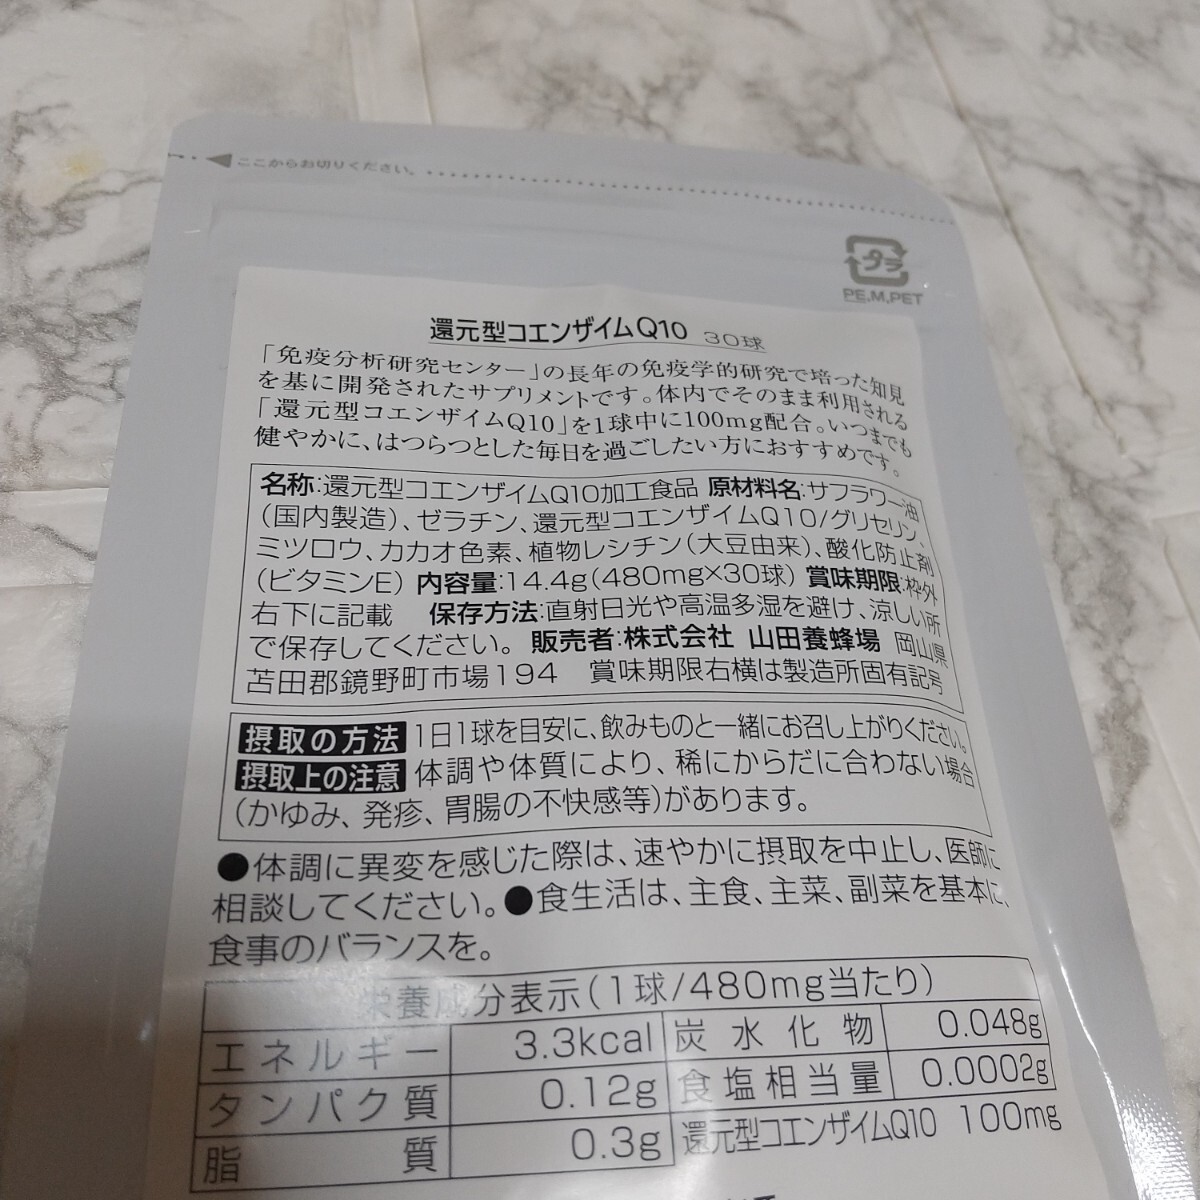 ここからお切りください。
プラ
PE,M,PET
還元型コエンザイムQ10 30球
「免疫分析研究センター」の長年の免疫学的研究で培った知見
を基に開発されたサプリメントです。体内でそのまま利用される
「還元型コエンザイムQ10」を1球中に100mg配合。いつまでも
健やかに、はつらつとした毎日を過ごしたい方におすすめです。
名称:還元型コエンザイムQ10加工食品 原材料名:サフラワー油
(国内製造)、ゼラチン、還元型コエンザイムQ10/グリセリン、
ミツロウ、カカオ色素、植物レシチン(大豆由来)、酸化防止剤
(ビタミンE) 内容量:14.4g(480mg×30球) 賞味期限:枠外
右下に記載 保存方法:直射日光や高温多湿を避け、涼しい所
で保存してください。 販売者:株式会社 山田養蜂場 岡山県
苫田郡鏡野町市場194 賞味期限右横は製造所固有記号
摂取の方法 1日1球を目安に、飲みものと一緒にお召し上がりください。
摂取上の注意 体調や体質により、稀にからだに合わない場合
(かゆみ、発疹、胃腸の不快感等)があります。
●体調に異変を感じた際は、速やかに摂取を中止し、医師に
相談してください。●食生活は、主食、主菜、副菜を基本に、
食事のバランスを。
栄養成分表示(1球/480mg当たり)
エネルギー 3.3kcal 炭水化物 0.048g
タンパク質 0.12g 食塩相当量 0.0002g
脂質 0.3g 還元型コエンザイムQ10 100mg